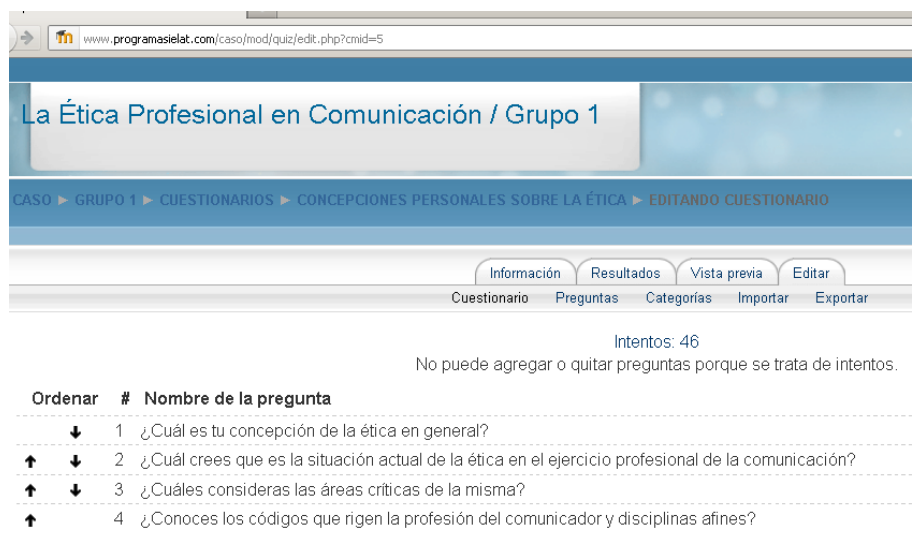 www.programasielat.com/caso/mod/quiz/edit.php?cmid=5
La Ética Profesional en Comunicación / Grupo 1
CASO ► GRUPO 1 ► CUESTIONARIOS ► CONCEPCIONES PERSONALES SOBRE LA ÉTICA ► EDITANDO CUESTIONARIO
Información Resultados Vista previa Editar
Cuestionario Preguntas Categorías Importar Exportar
Intentos: 46
No puede agregar o quitar preguntas porque se trata de intentos.
Ordenar # Nombre de la pregunta
1 ¿Cuál es tu concepción de la ética en general?
2 ¿Cuál crees que es la situación actual de la ética en el ejercicio profesional de la comunicación?
3 ¿Cuáles consideras las áreas críticas de la misma?
4 ¿Conoces los códigos que rigen la profesión del comunicador y disciplinas afines?